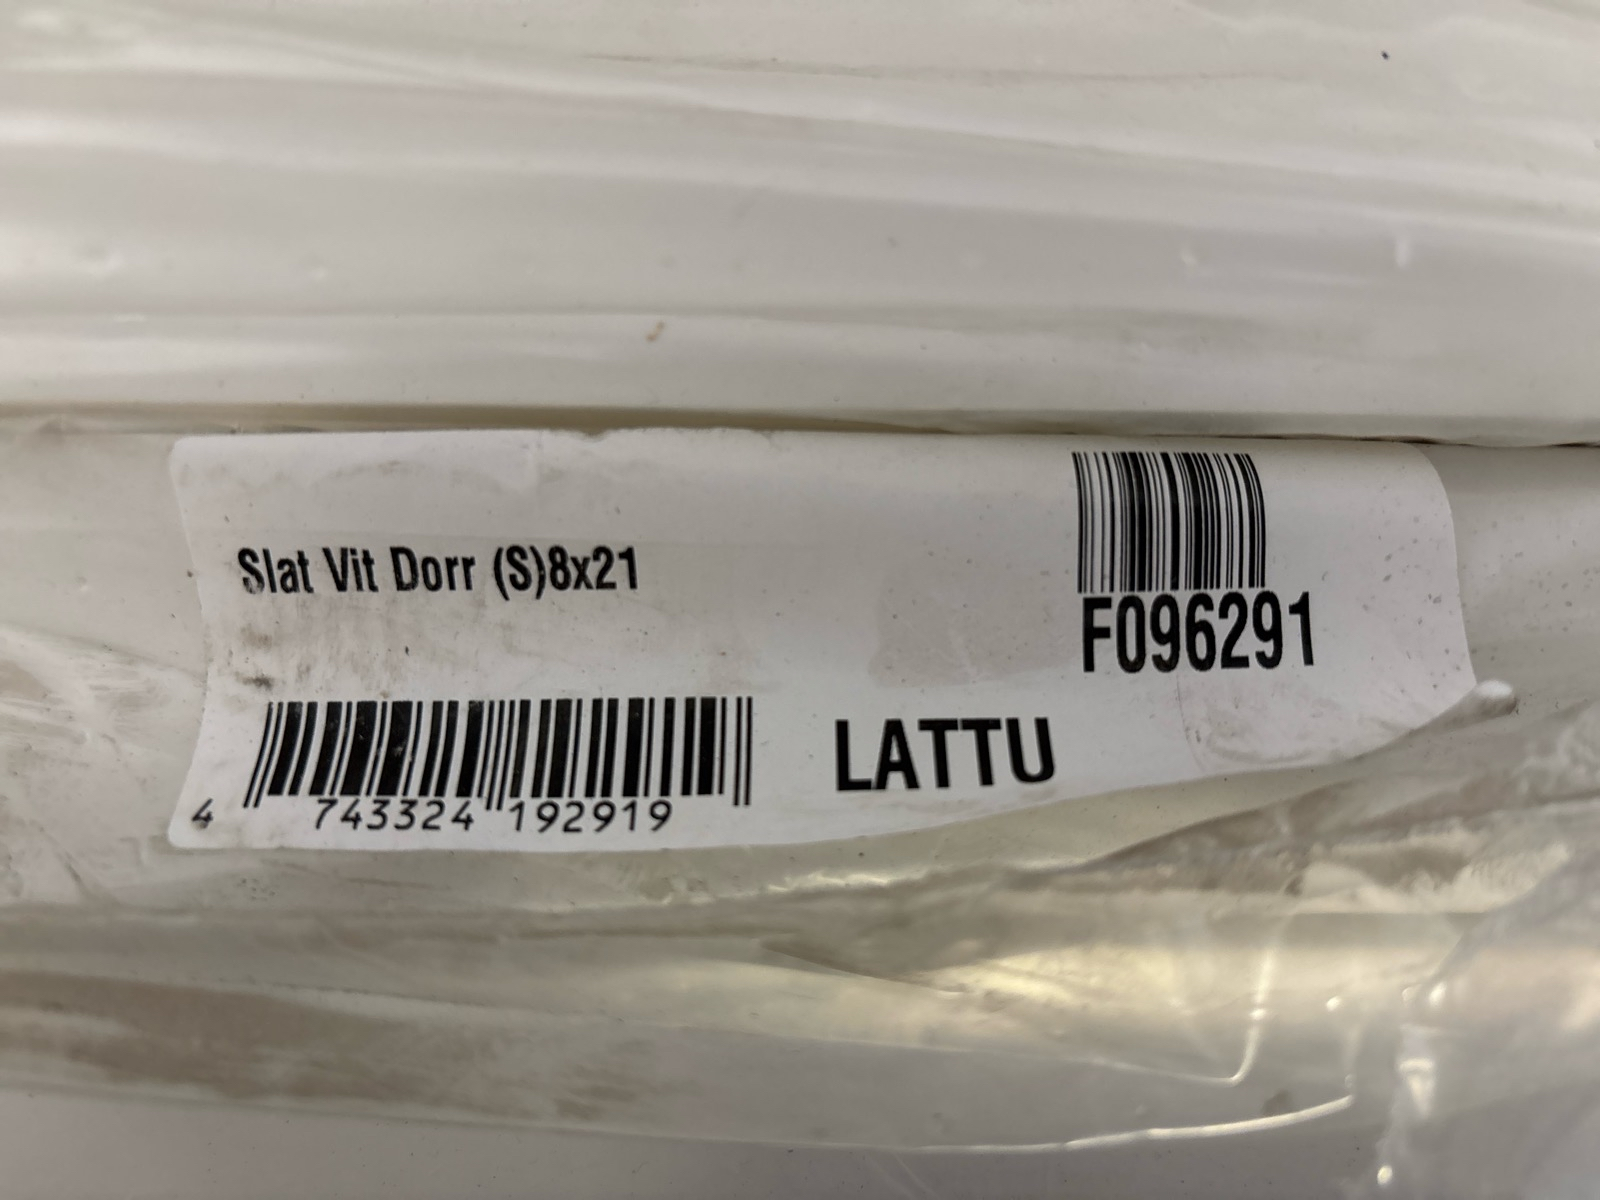 Slat Vit Dorr (S)8x21
F096291
LATTU
4 743324 192919